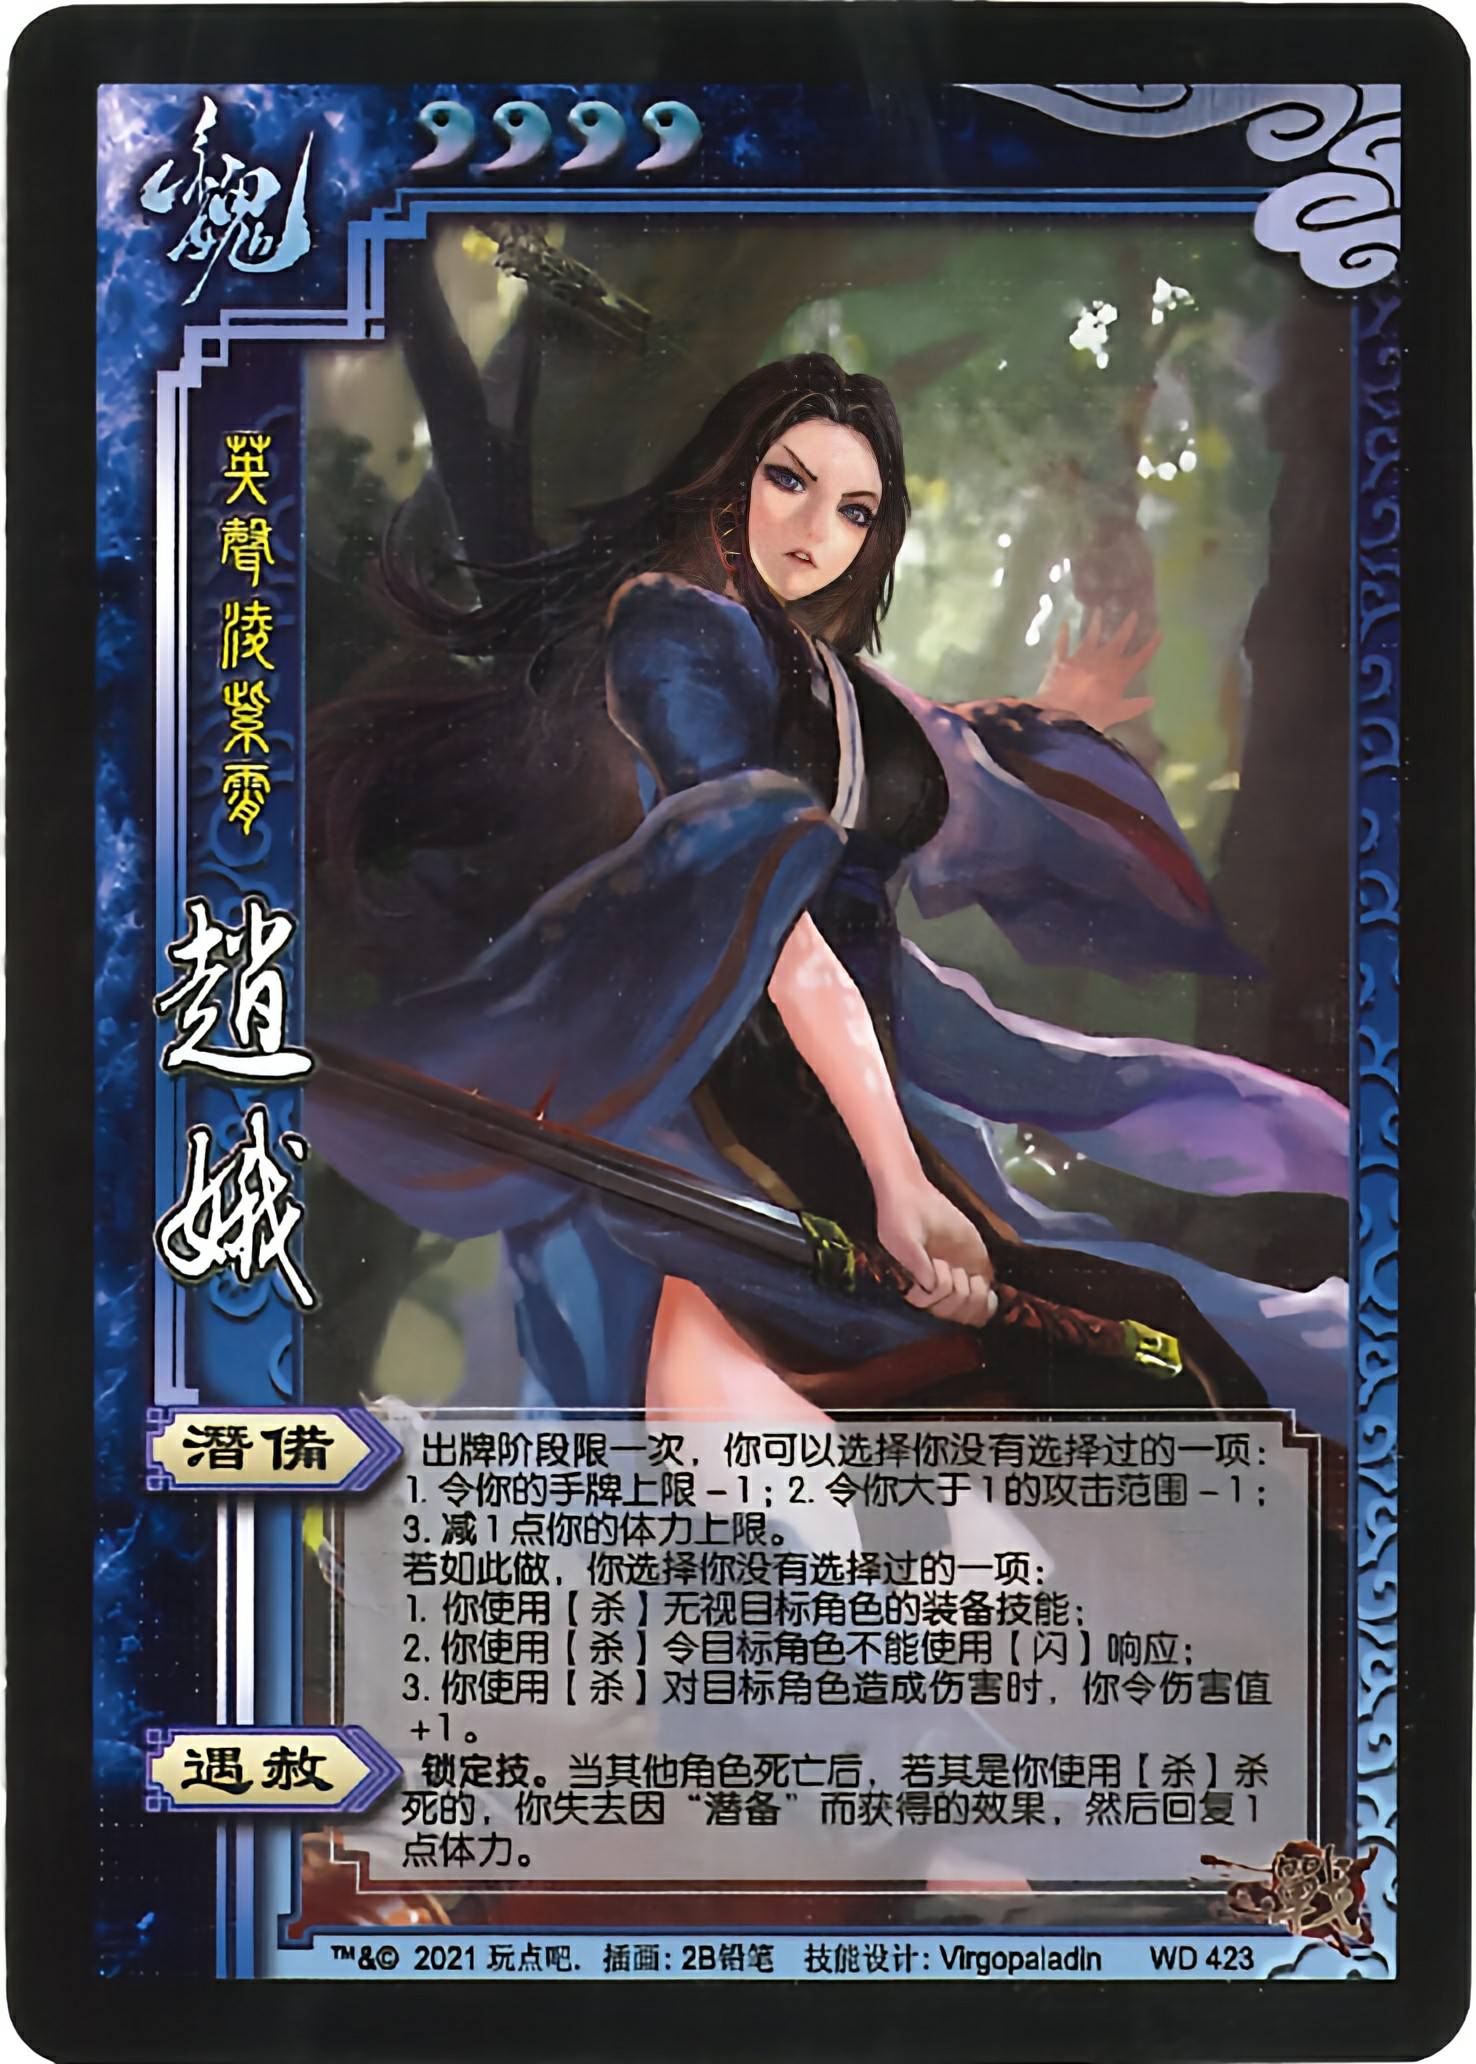 魏
英聲淩紫霄
趙娥
潛備
出牌阶段限一次，你可以选择你没有选择过的一项：
1. 令你的手牌上限－1；2. 令你大于1的攻击范围－1；
3. 减1点你的体力上限。
若如此做，你选择你没有选择过的一项：
1. 你使用【杀】无视目标角色的装备技能；
2. 你使用【杀】令目标角色不能使用【闪】响应；
3. 你使用【杀】对目标角色造成伤害时，你令伤害值
+1。
遇赦
锁定技。当其他角色死亡后，若其是你使用【杀】杀
死的，你失去因“潜备”而获得的效果，然后回复1
点体力。
戰
™&© 2021 玩点吧. 插画: 2B铅笔 技能设计: Virgopaladin WD 423